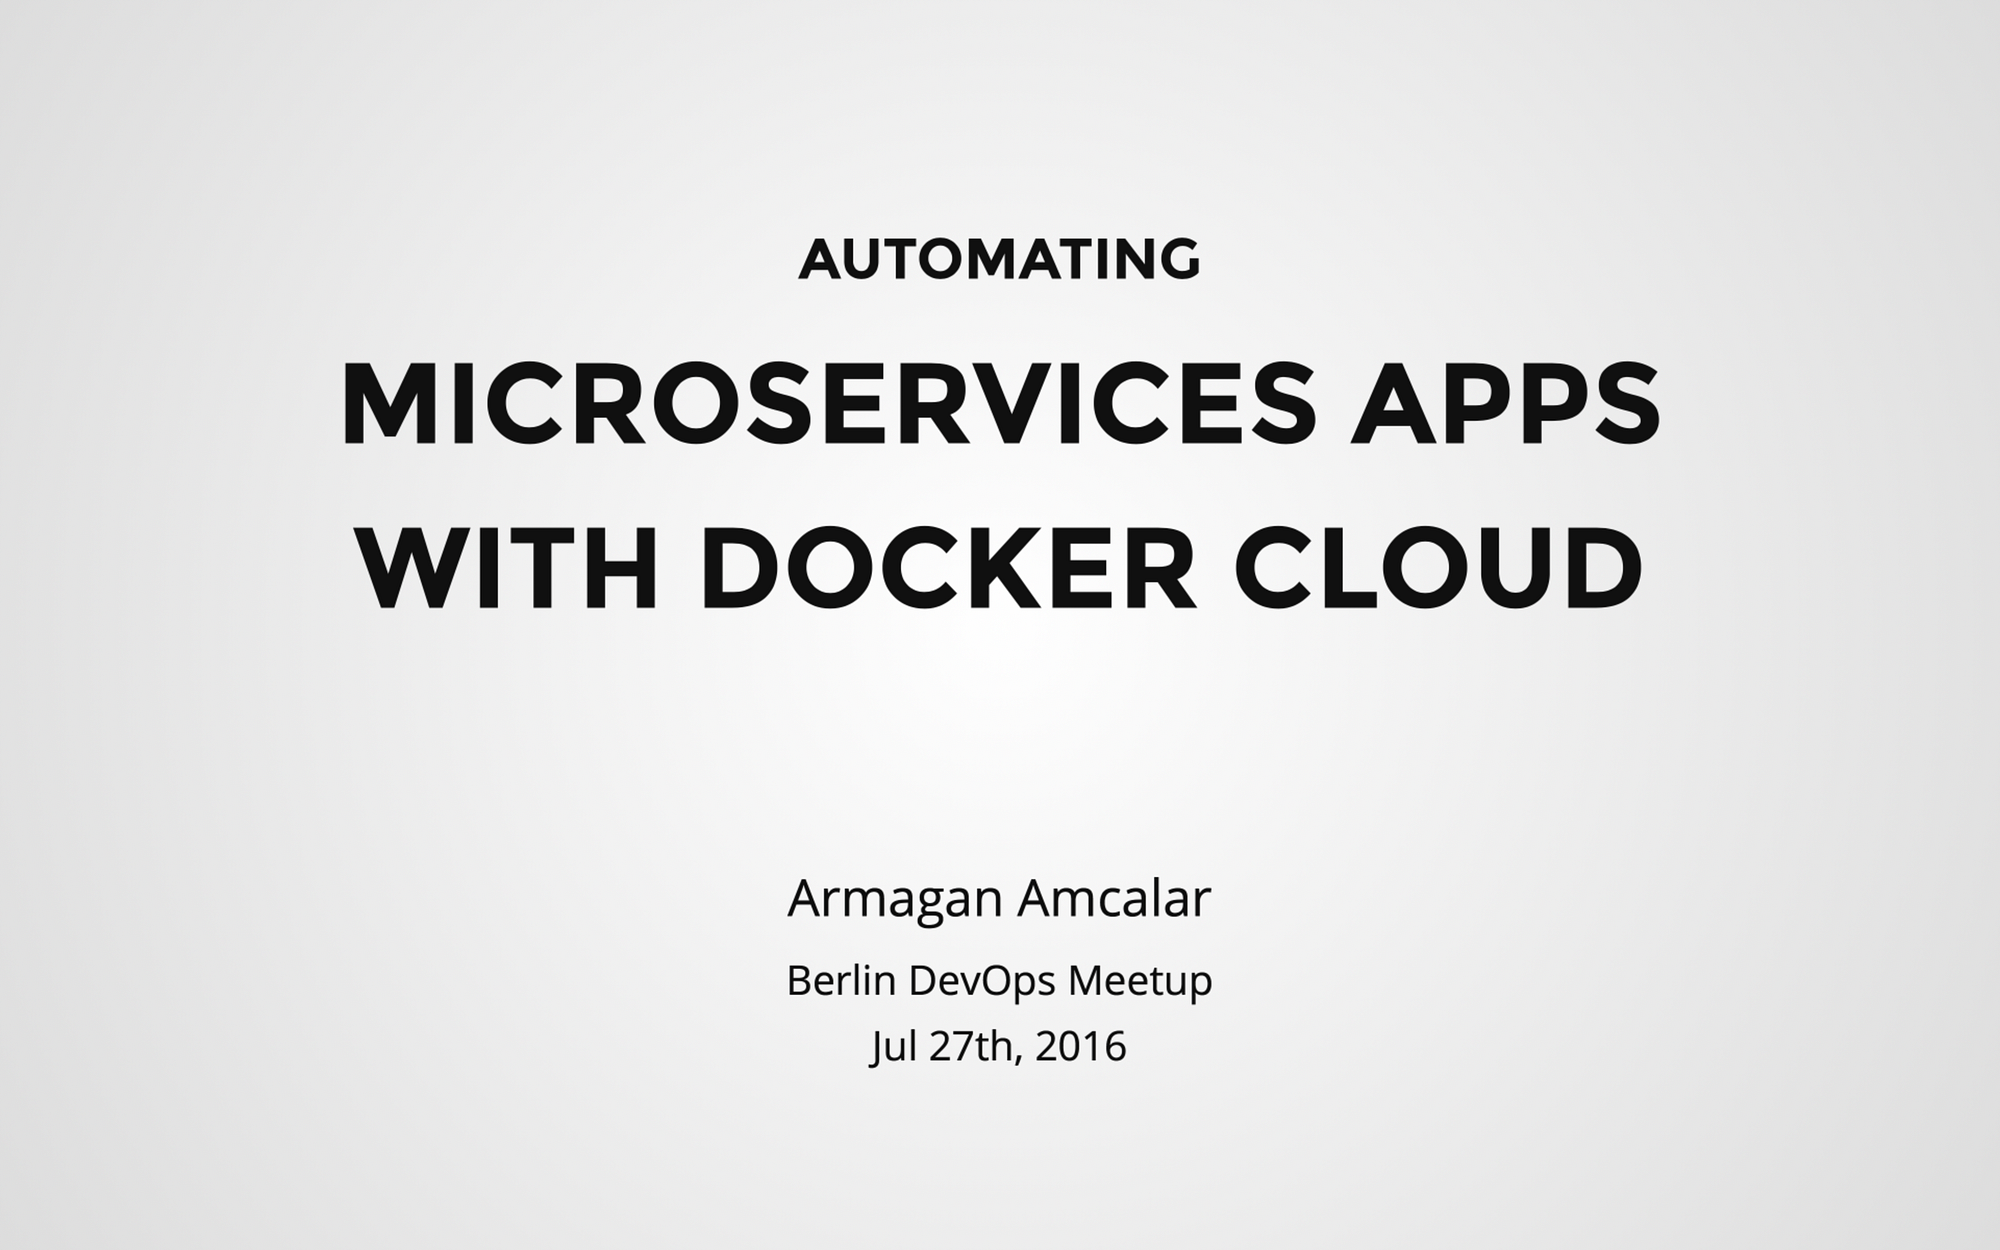 AUTOMATING
MICROSERVICES APPS
WITH DOCKER CLOUD
Armagan Amcalar
Berlin DevOps Meetup
Jul 27th, 2016